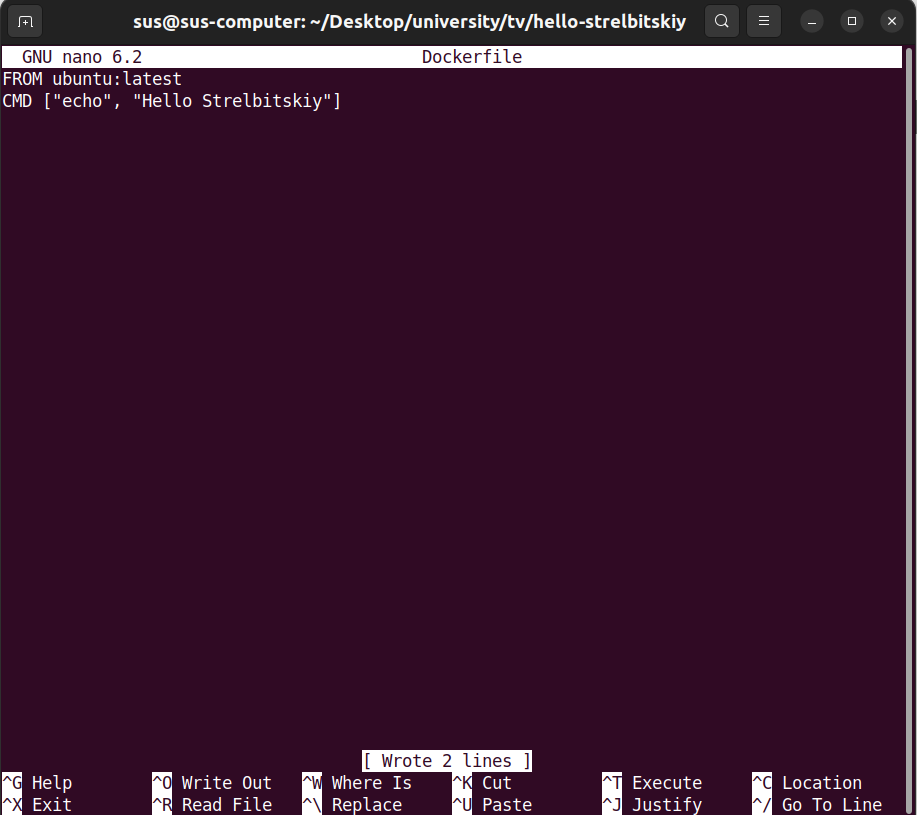 sus@sus-computer: ~/Desktop/university/tv/hello-strelbitskiy
GNU nano 6.2 Dockerfile
FROM ubuntu:latest
CMD ["echo", "Hello Strelbitskiy"]
[ Wrote 2 lines ]
^G Help ^O Write Out ^W Where Is ^K Cut ^T Execute ^C Location
^X Exit ^R Read File ^\ Replace ^U Paste ^J Justify ^/ Go To Line